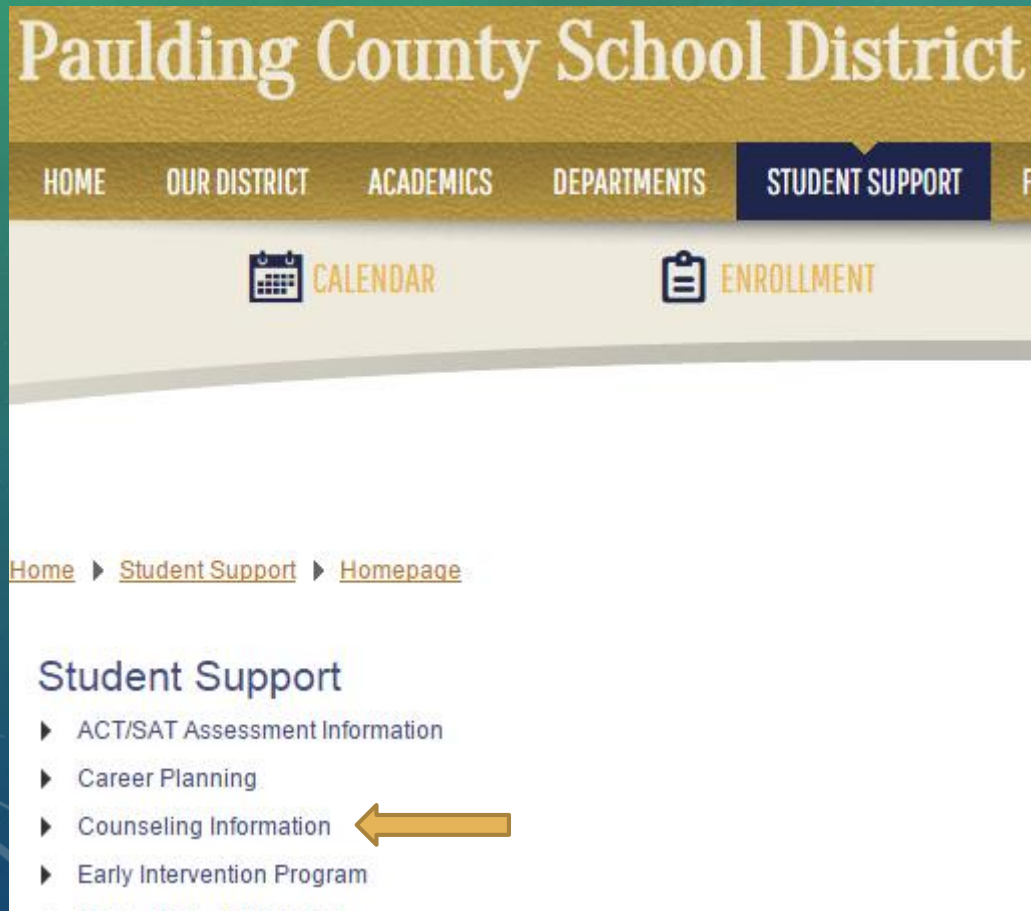 Paulding County School District
HOME OUR DISTRICT ACADEMICS DEPARTMENTS STUDENT SUPPORT
CALENDAR ENROLLMENT
Home Student Support Homepage
Student Support
ACT/SAT Assessment Information
Career Planning
Counseling Information
Early Intervention Program